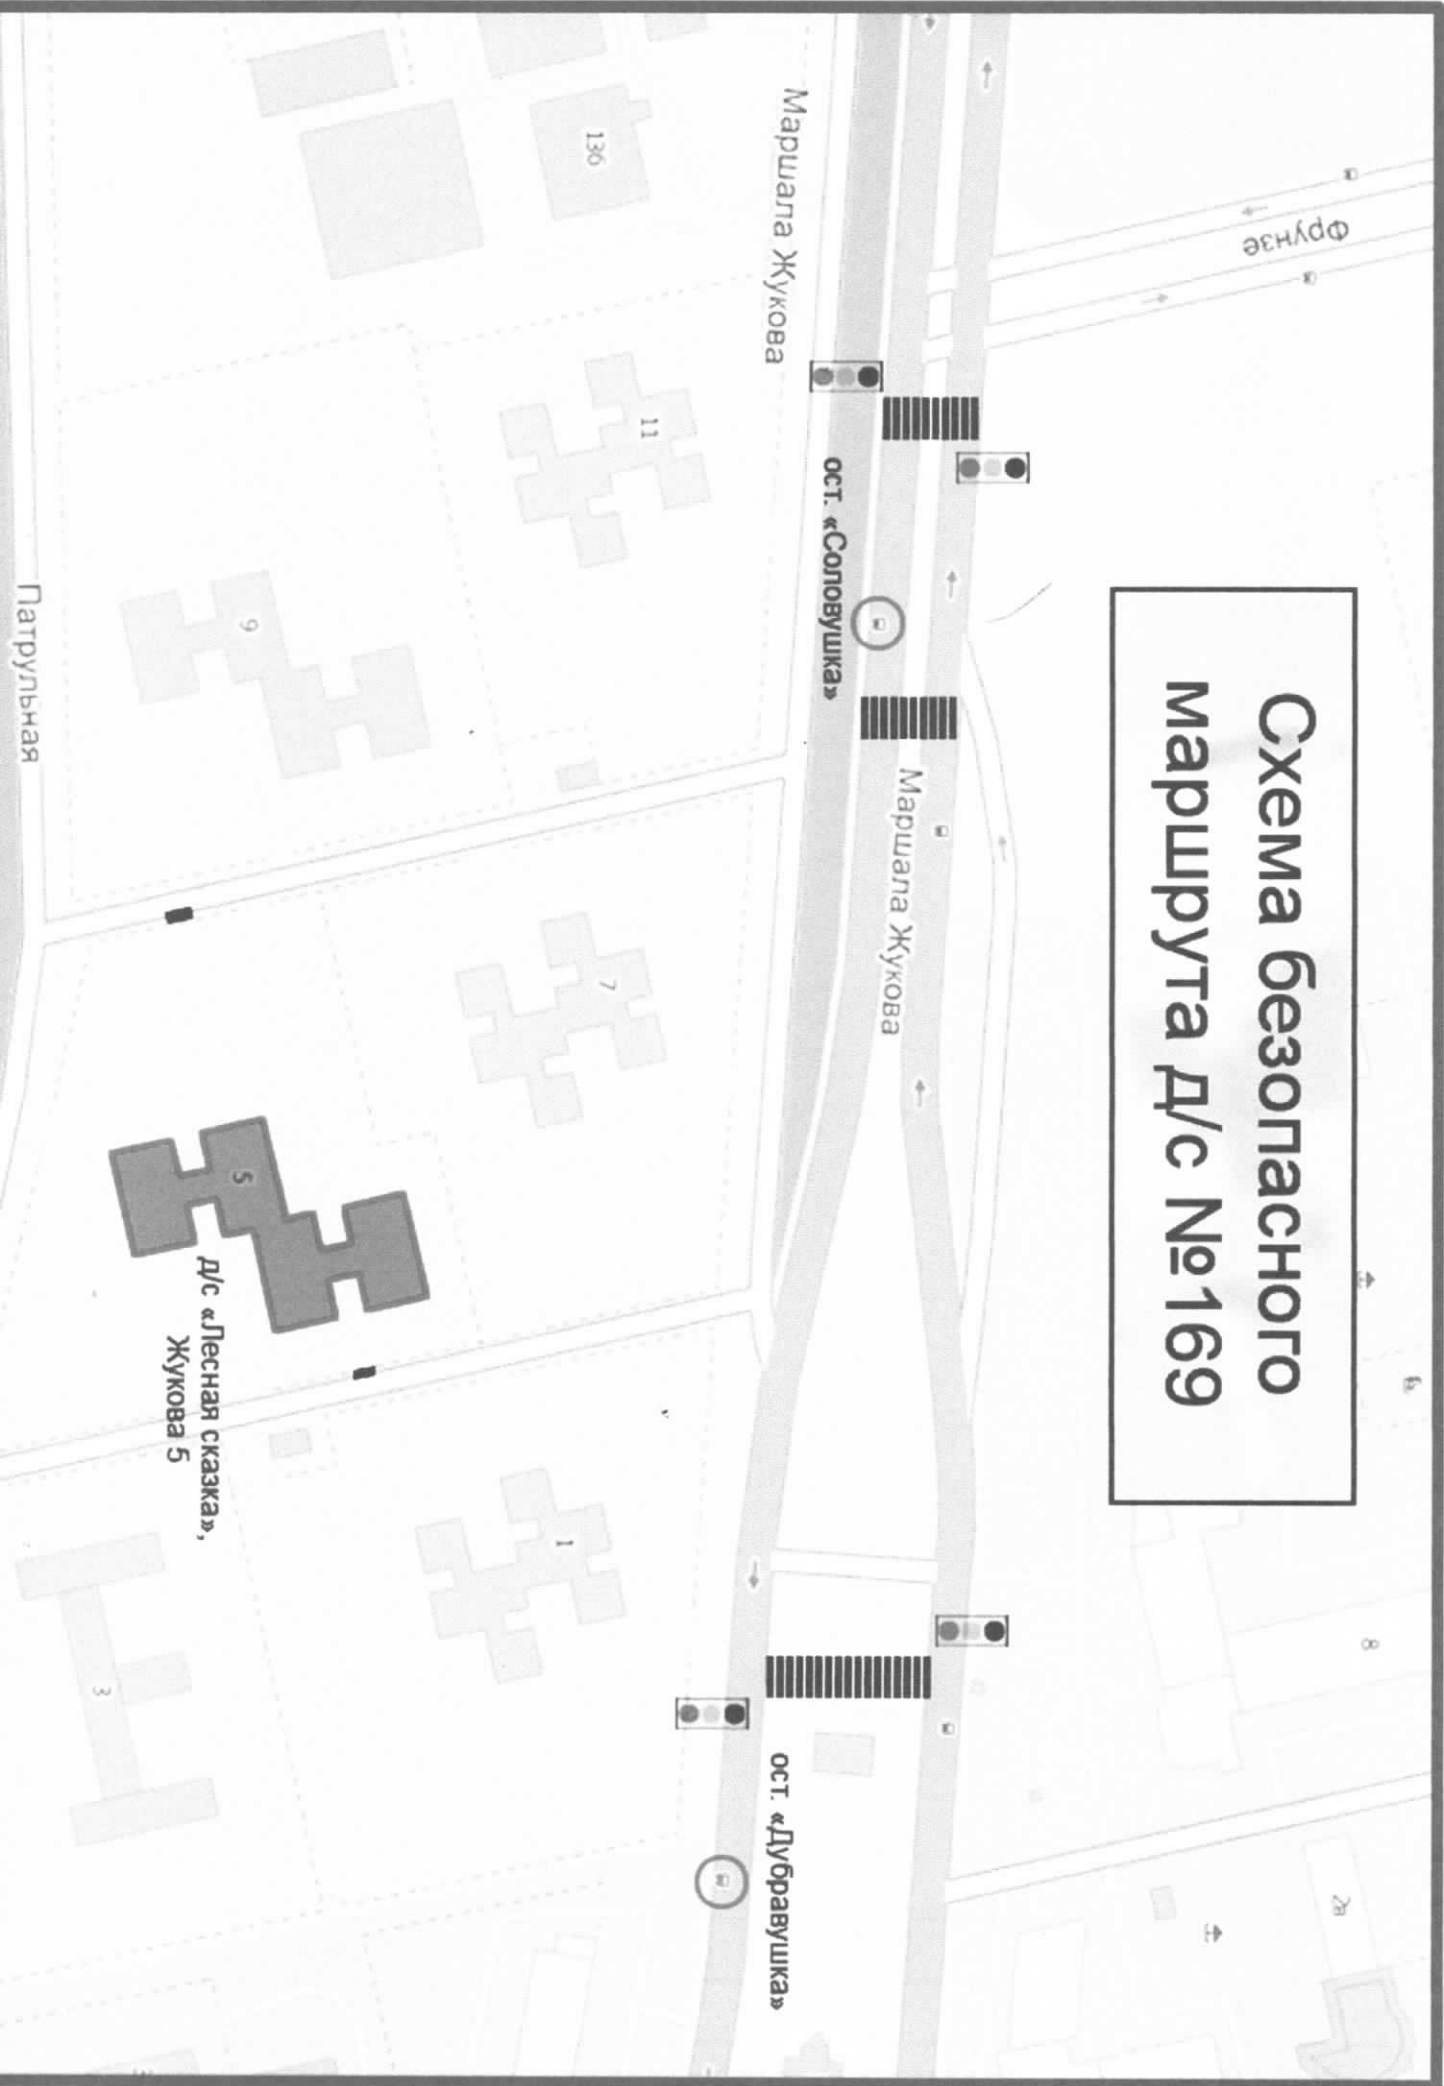 Схема безопасного
маршрута д/с №169
Фрунзе
Маршала Жукова
ост. «Соловушка»
Маршала Жукова
ост. «Дубравушка»
д/с «Лесная сказка»,
Жукова 5
Патрульная
136
11
9
7
5
1
3
8
2в